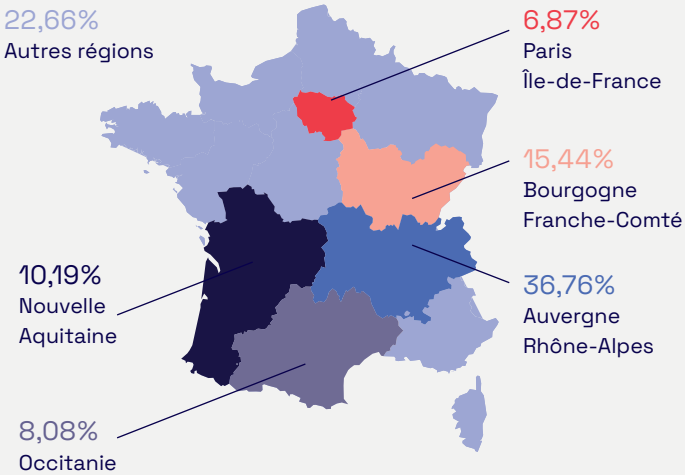 22,66%
Autres régions
6,87%
Paris
Île-de-France
15,44%
Bourgogne
Franche-Comté
10,19%
Nouvelle
Aquitaine
36,76%
Auvergne
Rhône-Alpes
8,08%
Occitanie